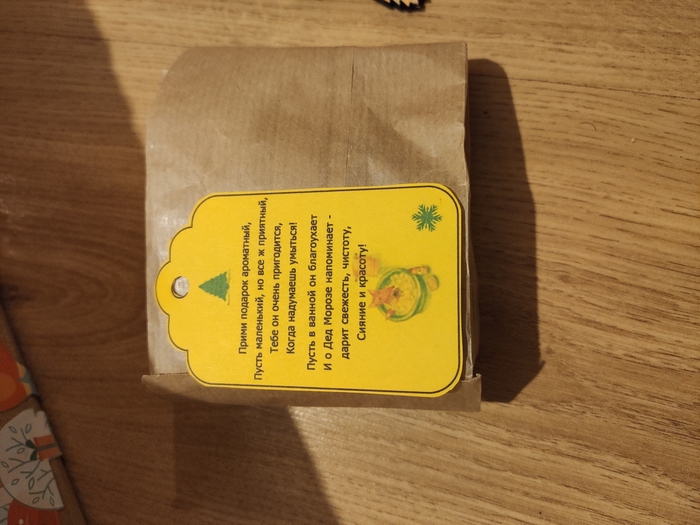 Прими подарок ароматный,
Пусть маленький, но все ж приятный,
Тебе он очень пригодится,
Когда надумаешь умыться!
Пусть в ванной он благоухает
И о Дед Морозе напоминает -
дарит свежесть, чистоту,
Сияние и красоту!